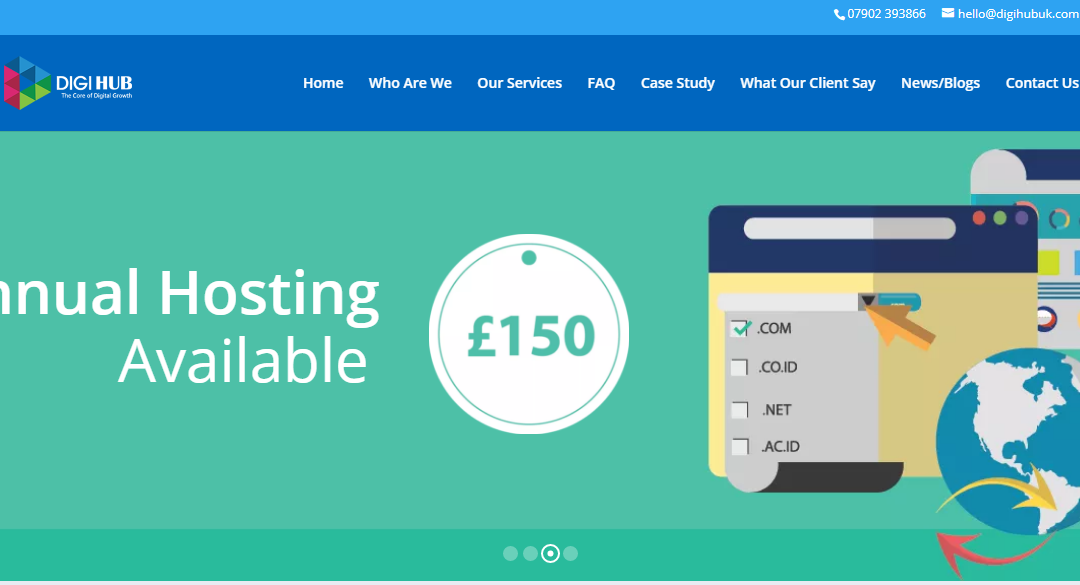 07902 393866 hello@digihubuk.com
DIGI HUB
The Core of Digital Growth
Home Who Are We Our Services FAQ Case Study What Our Client Say News/Blogs Contact Us
nnual Hosting
Available
£150
.COM
.CO.ID
.NET
.AC.ID